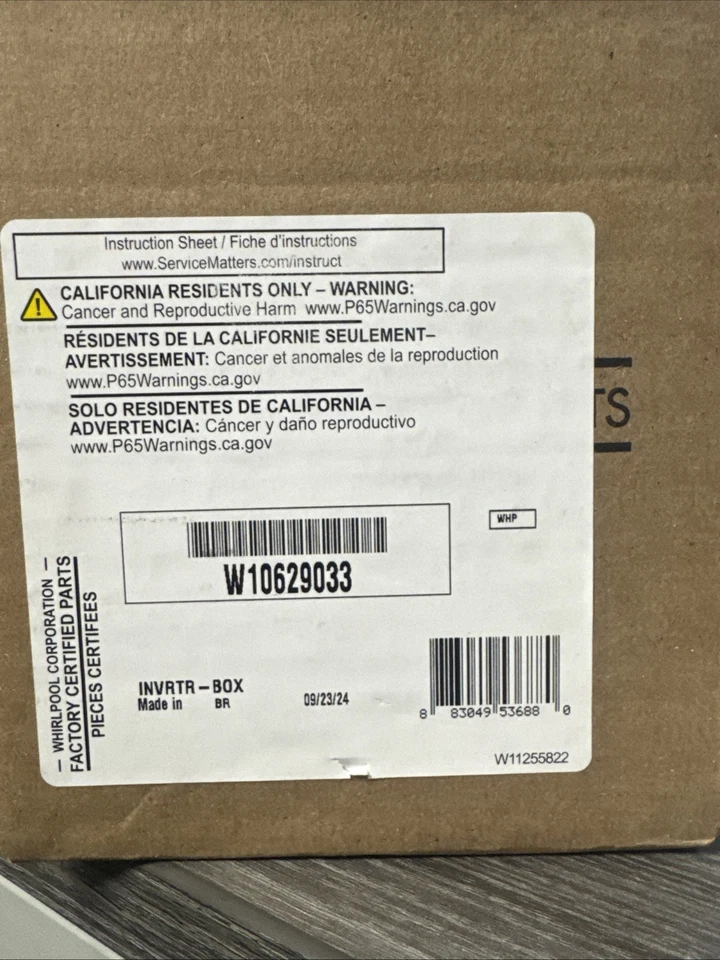 Instruction Sheet / Fiche d'instructions
www.ServiceMatters.com/instruct
CALIFORNIA RESIDENTS ONLY – WARNING:
Cancer and Reproductive Harm www.P65Warnings.ca.gov
RÉSIDENTS DE LA CALIFORNIE SEULEMENT–
AVERTISSEMENT: Cancer et anomales de la reproduction
www.P65Warnings.ca.gov
SOLO RESIDENTES DE CALIFORNIA –
ADVERTENCIA: Cáncer y daño reproductivo
www.P65Warnings.ca.gov
TS
WHP
W10629033
— WHIRLPOOL CORPORATION —
FACTORY CERTIFIED PARTS
PIECES CERTIFEES
INVRTR-BOX
Made in BR
09/23/24
8 83049 53688 0
W11255822